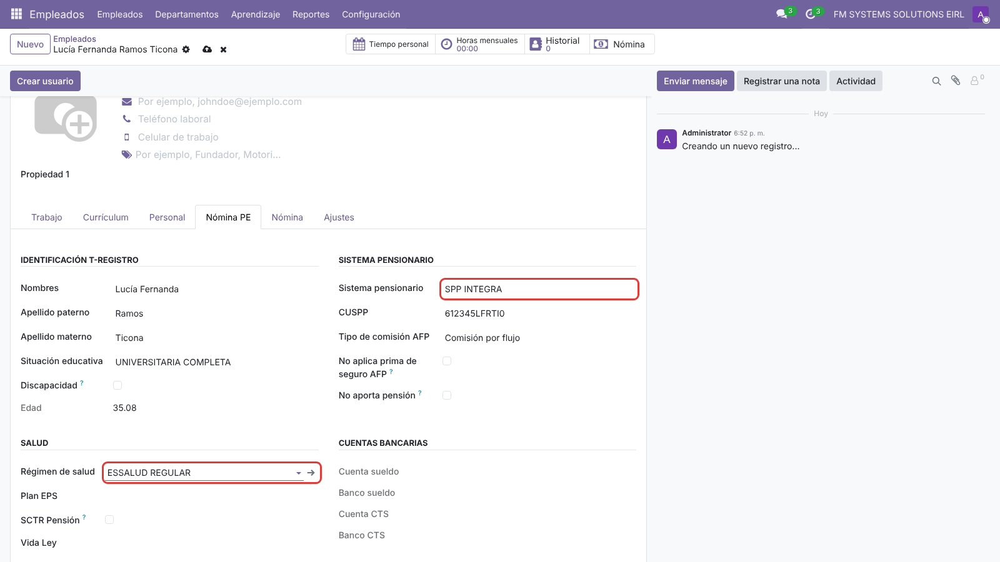 Empleados
Empleados
Departamentos
Aprendizaje
Reportes
Configuración
3
3
FM SYSTEMS SOLUTIONS EIRL
A
Nuevo
Empleados
Lucía Fernanda Ramos Ticona
Tiempo personal
Horas mensuales
00:00
Historial
0
Nómina
Crear usuario
Enviar mensaje
Registrar una nota
Actividad
0
Por ejemplo, johndoe@ejemplo.com
Teléfono laboral
Celular de trabajo
Por ejemplo, Fundador, Motori...
Propiedad 1
Hoy
A
Administrator 6:52 p. m.
Creando un nuevo registro...
Trabajo
Currículum
Personal
Nómina PE
Nómina
Ajustes
IDENTIFICACIÓN T-REGISTRO
Nombres Lucía Fernanda
Apellido paterno Ramos
Apellido materno Ticona
Situación educativa UNIVERSITARIA COMPLETA
Discapacidad ?
Edad 35.08
SISTEMA PENSIONARIO
Sistema pensionario SPP INTEGRA
CUSPP 612345LFRTI0
Tipo de comisión AFP Comisión por flujo
No aplica prima de
seguro AFP ?
No aporta pensión ?
SALUD
Régimen de salud ESSALUD REGULAR
Plan EPS
SCTR Pensión ?
Vida Ley
CUENTAS BANCARIAS
Cuenta sueldo
Banco sueldo
Cuenta CTS
Banco CTS